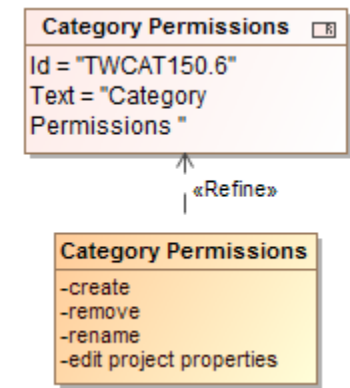 Category Permissions
Id = "TWCAT150.6"
Text = "Category
Permissions "
«Refine»
Category Permissions
-create
-remove
-rename
-edit project properties